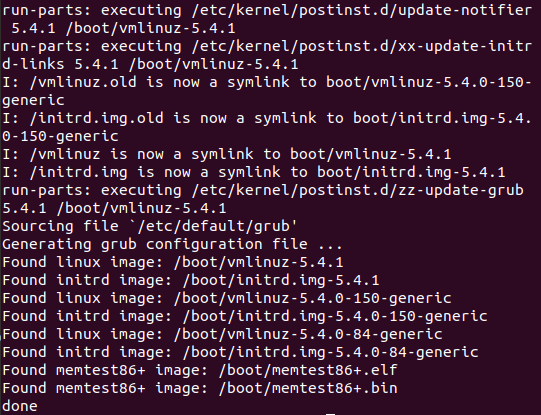 run-parts: executing /etc/kernel/postinst.d/update-notifier
 5.4.1 /boot/vmlinuz-5.4.1
run-parts: executing /etc/kernel/postinst.d/xx-update-initr
d-links 5.4.1 /boot/vmlinuz-5.4.1
I: /vmlinuz.old is now a symlink to boot/vmlinuz-5.4.0-150-
generic
I: /initrd.img.old is now a symlink to boot/initrd.img-5.4.
0-150-generic
I: /vmlinuz is now a symlink to boot/vmlinuz-5.4.1
I: /initrd.img is now a symlink to boot/initrd.img-5.4.1
run-parts: executing /etc/kernel/postinst.d/zz-update-grub
5.4.1 /boot/vmlinuz-5.4.1
Sourcing file `/etc/default/grub'
Generating grub configuration file ...
Found linux image: /boot/vmlinuz-5.4.1
Found initrd image: /boot/initrd.img-5.4.1
Found linux image: /boot/vmlinuz-5.4.0-150-generic
Found initrd image: /boot/initrd.img-5.4.0-150-generic
Found linux image: /boot/vmlinuz-5.4.0-84-generic
Found initrd image: /boot/initrd.img-5.4.0-84-generic
Found memtest86+ image: /boot/memtest86+.elf
Found memtest86+ image: /boot/memtest86+.bin
done